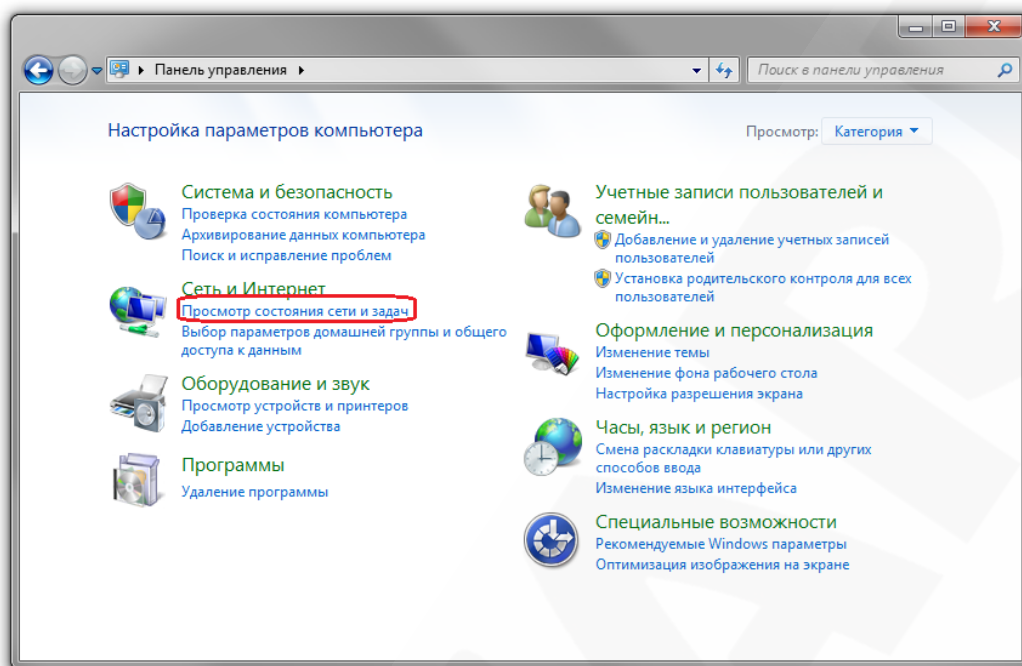 Панель управления
Поиск в панели управления
Настройка параметров компьютера
Просмотр: Категория
Система и безопасность
Проверка состояния компьютера
Архивирование данных компьютера
Поиск и исправление проблем
Сеть и Интернет
Просмотр состояния сети и задач
Выбор параметров домашней группы и общего
доступа к данным
Оборудование и звук
Просмотр устройств и принтеров
Добавление устройства
Программы
Удаление программы
Учетные записи пользователей и
семейн...
Добавление и удаление учетных записей
пользователей
Установка родительского контроля для всех
пользователей
Оформление и персонализация
Изменение темы
Изменение фона рабочего стола
Настройка разрешения экрана
Часы, язык и регион
Смена раскладки клавиатуры или других
способов ввода
Изменение языка интерфейса
Специальные возможности
Рекомендуемые Windows параметры
Оптимизация изображения на экране